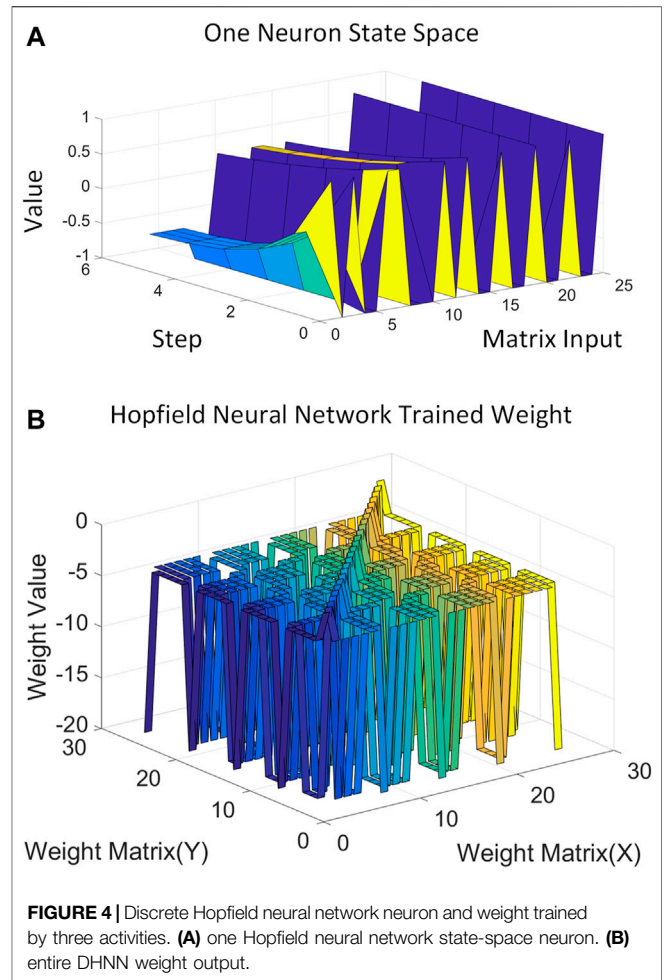 A
One Neuron State Space
Value
1
0.5
0
-0.5
-1
6
4
2
0
Step
0
5
10
15
20
25
Matrix Input
B
Hopfield Neural Network Trained Weight
Weight Value
0
-5
-10
-15
-20
30
20
10
0
Weight Matrix(Y)
0
10
20
30
Weight Matrix(X)
FIGURE 4 | Discrete Hopfield neural network neuron and weight trained
by three activities. (A) one Hopfield neural network state-space neuron. (B)
entire DHNN weight output.